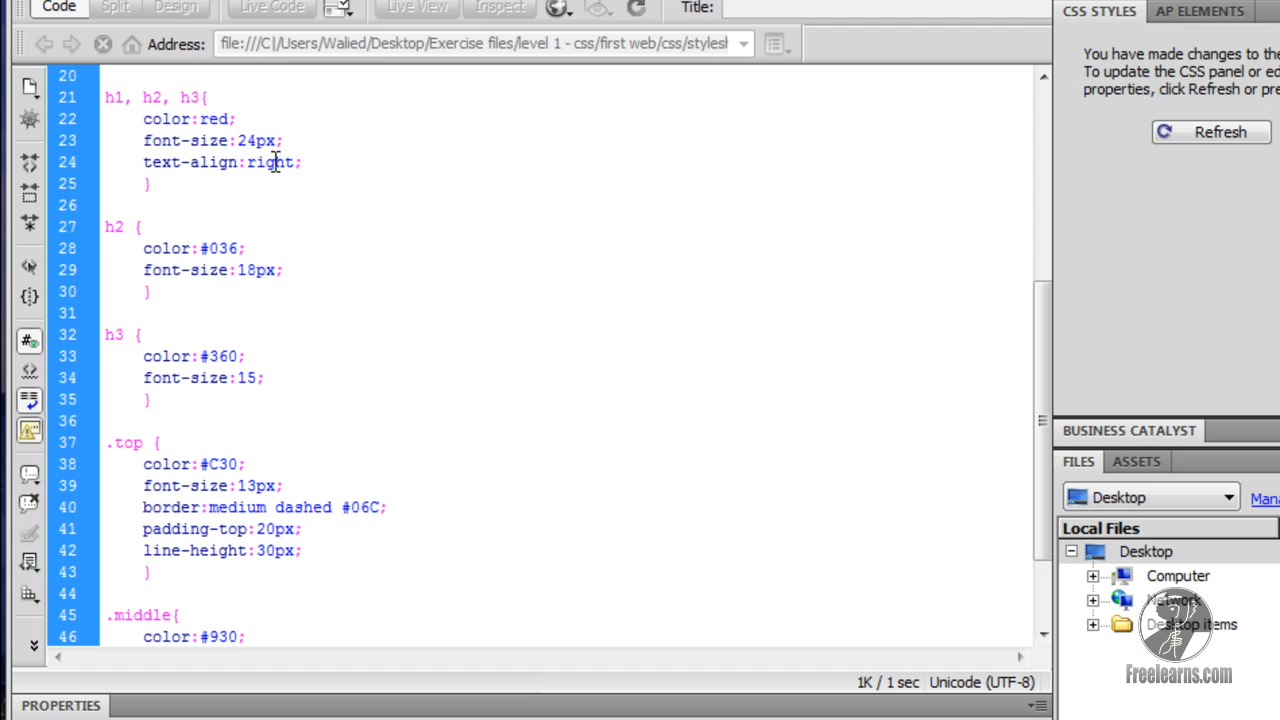 Code Split Design Live Code Live View Inspect Title:
Address: file:///C|/Users/Walied/Desktop/Exercise files/level 1 - css/first web/css/stylesh
20
21 h1, h2, h3{
22 color:red;
23 font-size:24px;
24 text-align:right;
25 }
26
27 h2 {
28 color:#036;
29 font-size:18px;
30 }
31
32 h3 {
33 color:#360;
34 font-size:15;
35 }
36
37 .top {
38 color:#C30;
39 font-size:13px;
40 border:medium dashed #06C;
41 padding-top:20px;
42 line-height:30px;
43 }
44
45 .middle{
46 color:#930;
1K / 1 sec Unicode (UTF-8)
PROPERTIES
CSS STYLES AP ELEMENTS
You have made changes to the
To update the CSS panel or ed
properties, click Refresh or pre
Refresh
BUSINESS CATALYST
FILES ASSETS
Desktop Mana
Local Files
Desktop
Computer
Network
Desktop items
Freelearns.com